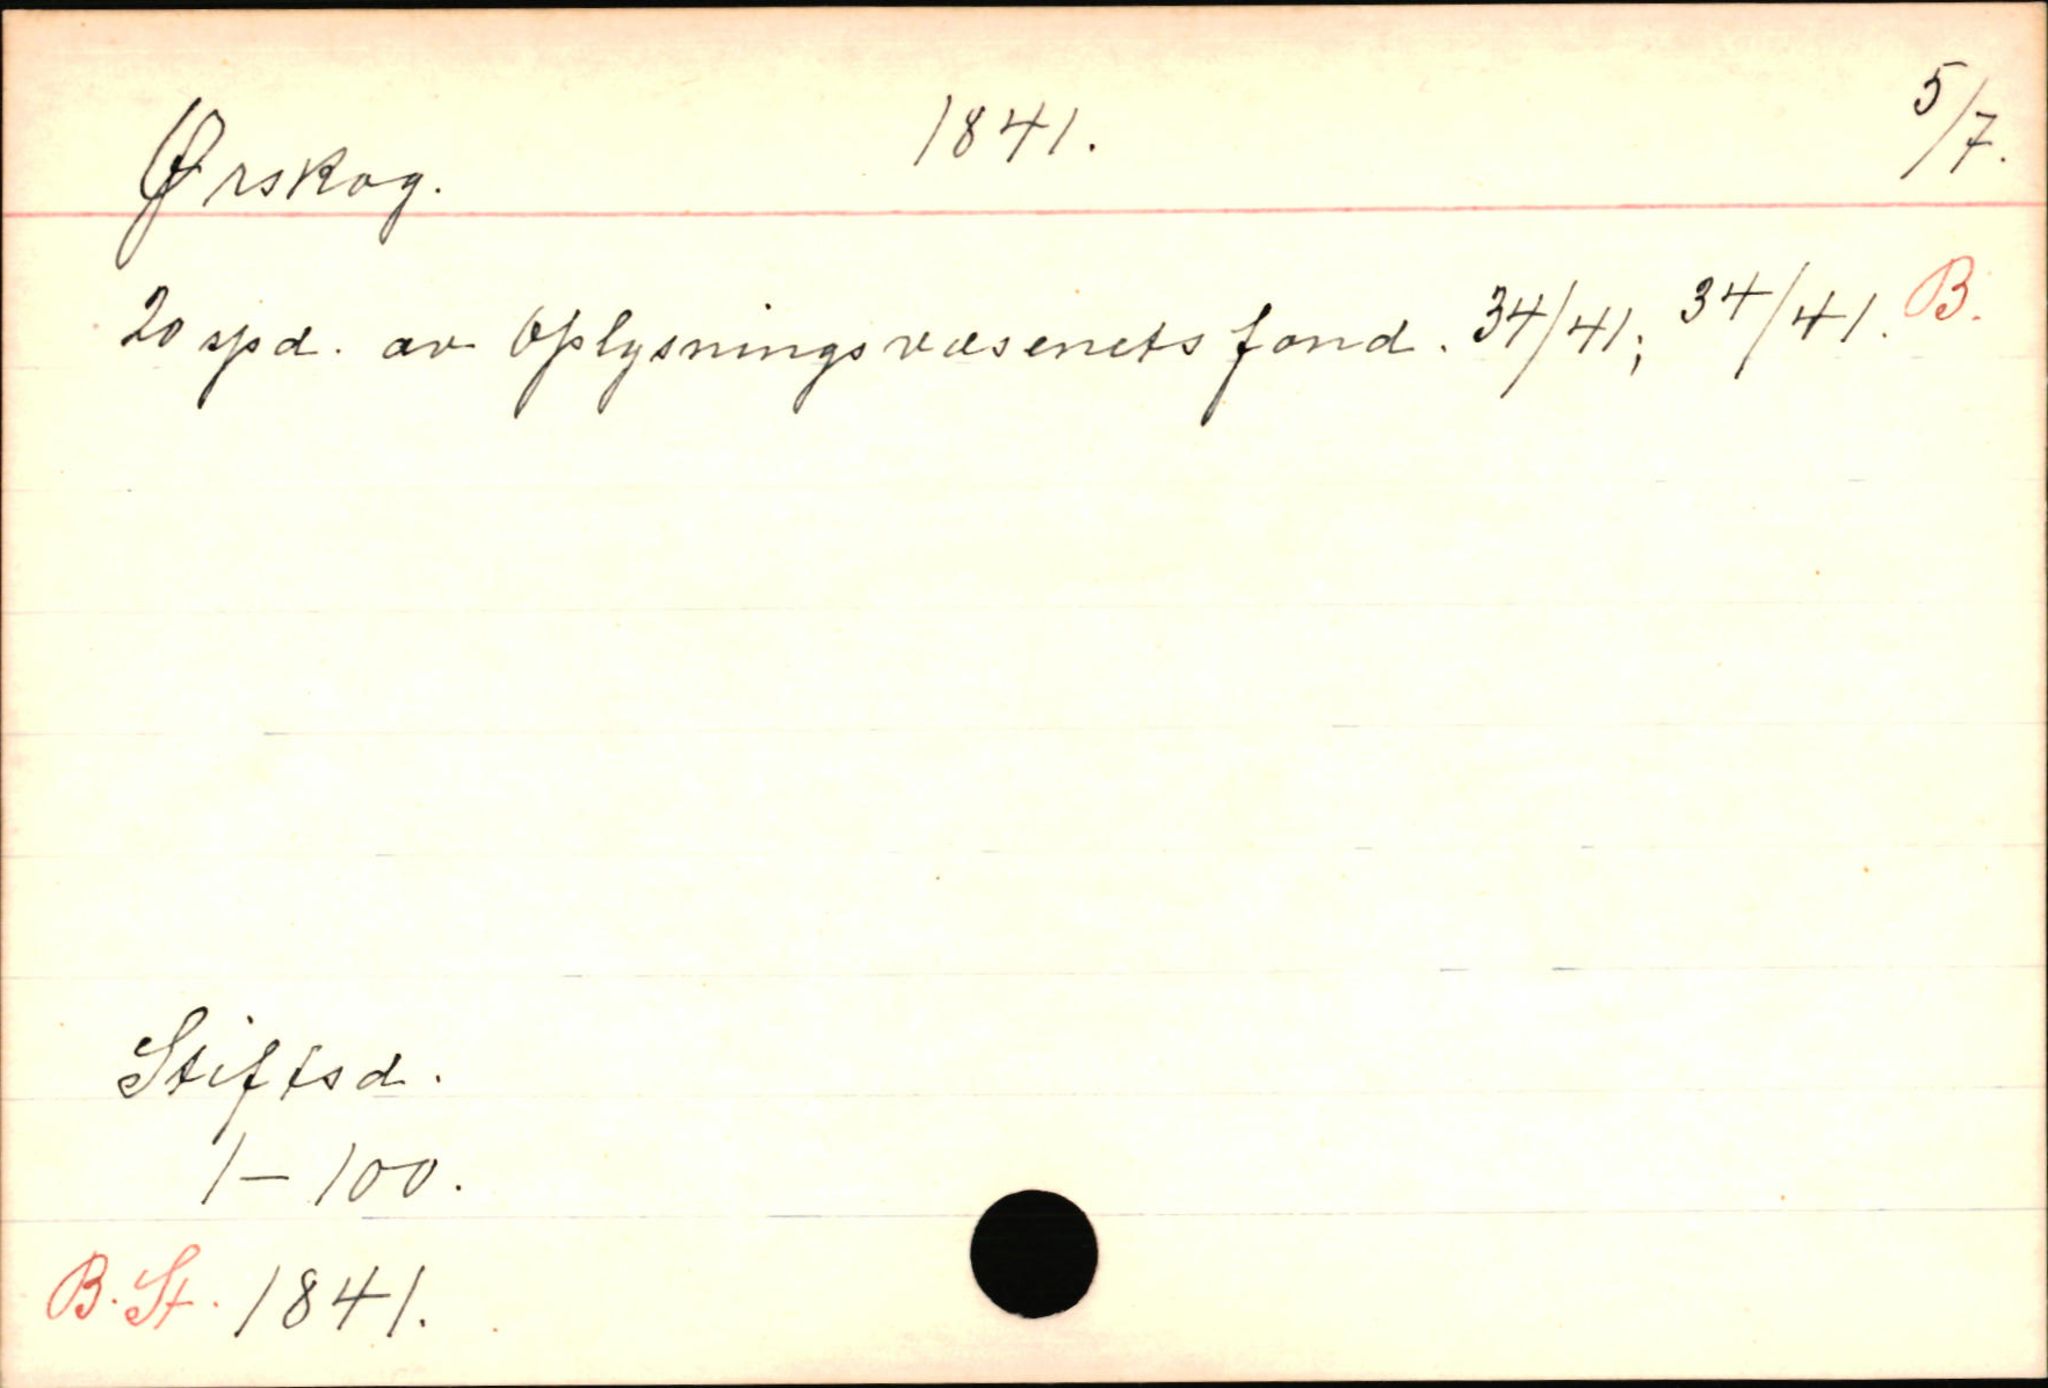 Ørskog. 1841. 5/7.
20 spd. av Oplysningsvæsenets fond. 34/41; 34/41. B.
Stiftsd.
1-100.
B. St. 1841.